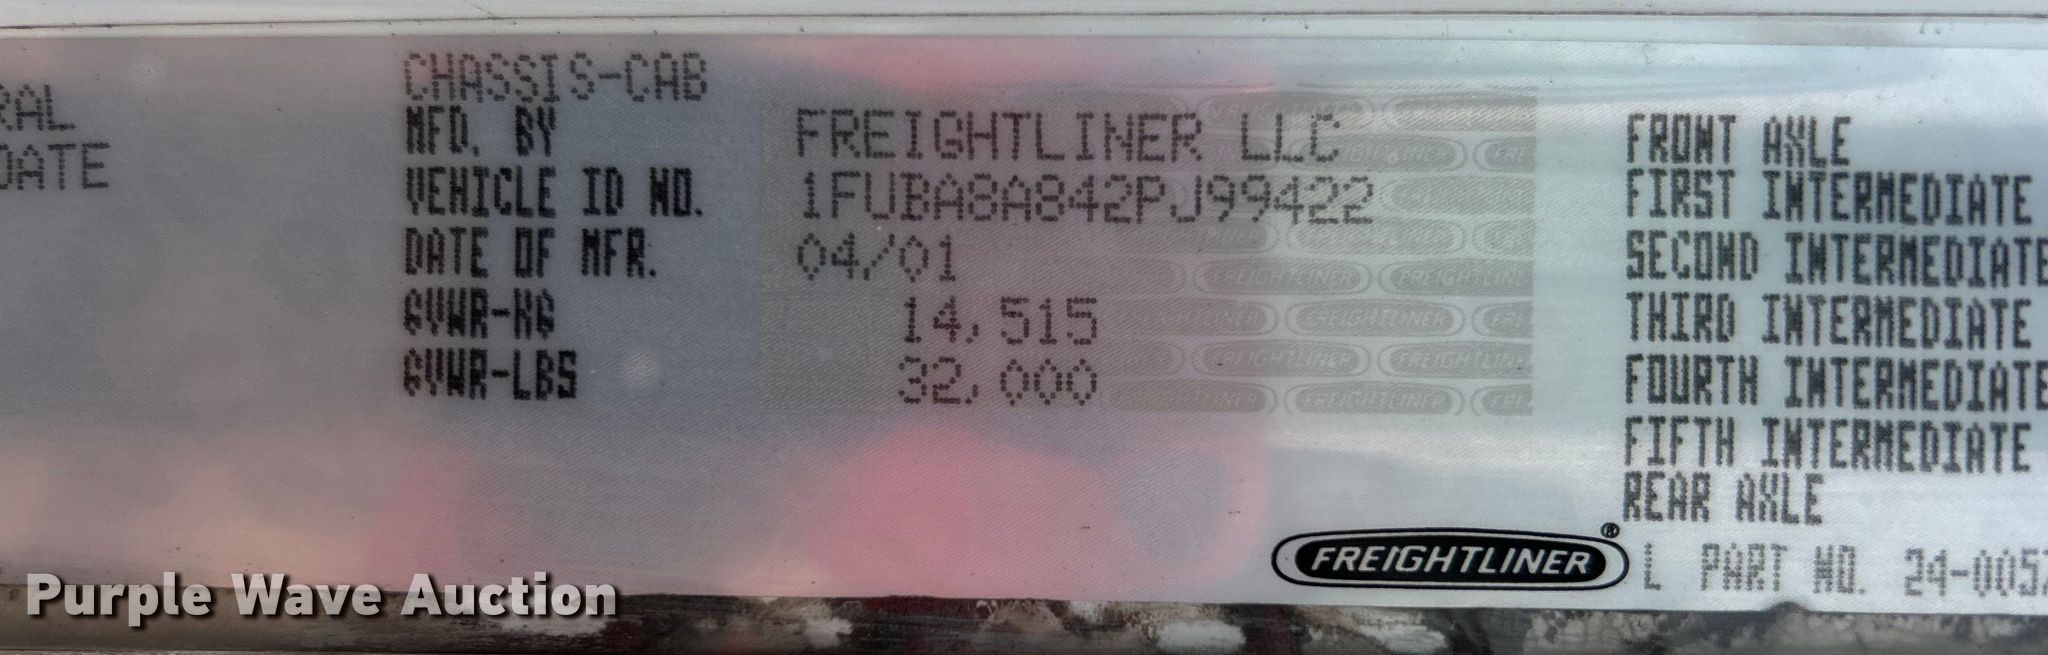 RAL
DATE
CHASSIS-CAB
MFD. BY FREIGHTLINER LLC
VEHICLE ID NO. 1FUBA8A842PJ99422
DATE OF MFR. 04/01
GVWR-KG 14,515
GVWR-LBS 32,000
FRONT AXLE
FIRST INTERMEDIATE
SECOND INTERMEDIATE
THIRD INTERMEDIATE
FOURTH INTERMEDIATE
FIFTH INTERMEDIATE
REAR AXLE
FREIGHTLINER®
L PART NO. 24-005
Purple Wave Auction